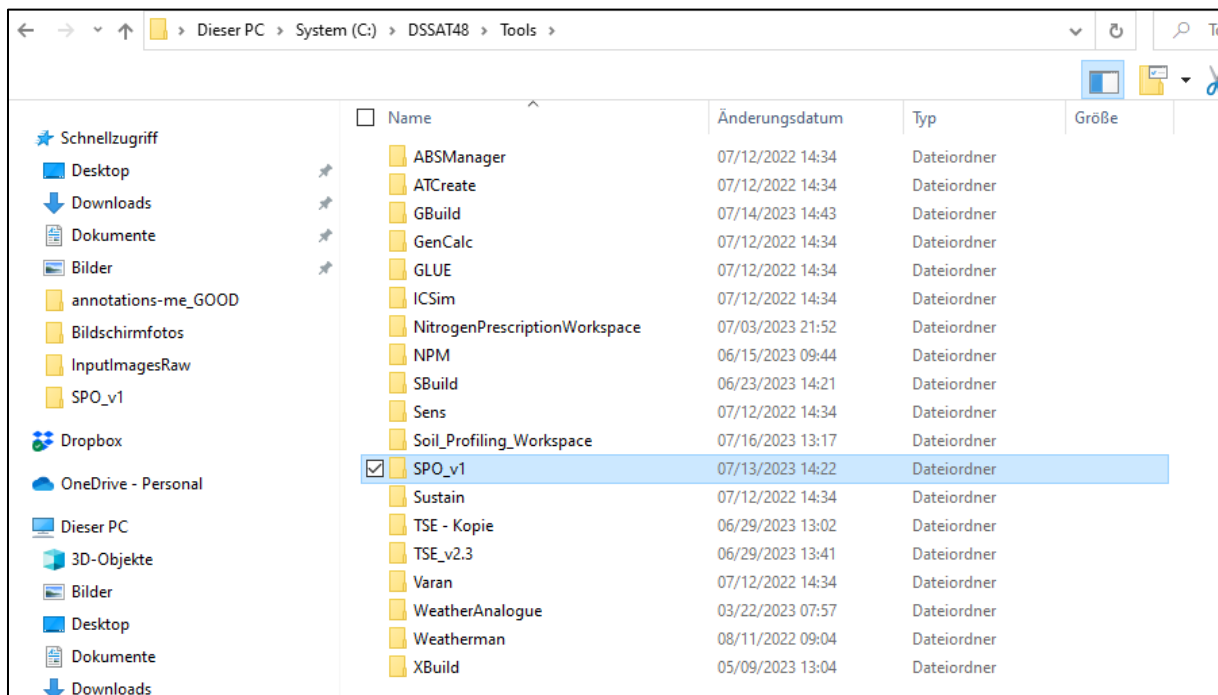 Dieser PC > System (C:) > DSSAT48 > Tools >
Schnellzugriff
Desktop
Downloads
Dokumente
Bilder
annotations-me_GOOD
Bildschirmfotos
InputImagesRaw
SPO_v1
Dropbox
OneDrive - Personal
Dieser PC
3D-Objekte
Bilder
Desktop
Dokumente
Downloads
Name Änderungsdatum Typ Größe
ABSManager 07/12/2022 14:34 Dateiordner
ATCreate 07/12/2022 14:34 Dateiordner
GBuild 07/14/2023 14:43 Dateiordner
GenCalc 07/12/2022 14:34 Dateiordner
GLUE 07/12/2022 14:34 Dateiordner
ICSim 07/12/2022 14:34 Dateiordner
NitrogenPrescriptionWorkspace 07/03/2023 21:52 Dateiordner
NPM 06/15/2023 09:44 Dateiordner
SBuild 06/23/2023 14:21 Dateiordner
Sens 07/12/2022 14:34 Dateiordner
Soil_Profiling_Workspace 07/16/2023 13:17 Dateiordner
SPO_v1 07/13/2023 14:22 Dateiordner
Sustain 07/12/2022 14:34 Dateiordner
TSE - Kopie 06/29/2023 13:02 Dateiordner
TSE_v2.3 06/29/2023 13:41 Dateiordner
Varan 07/12/2022 14:34 Dateiordner
WeatherAnalogue 03/22/2023 07:57 Dateiordner
Weatherman 08/11/2022 09:04 Dateiordner
XBuild 05/09/2023 13:04 Dateiordner